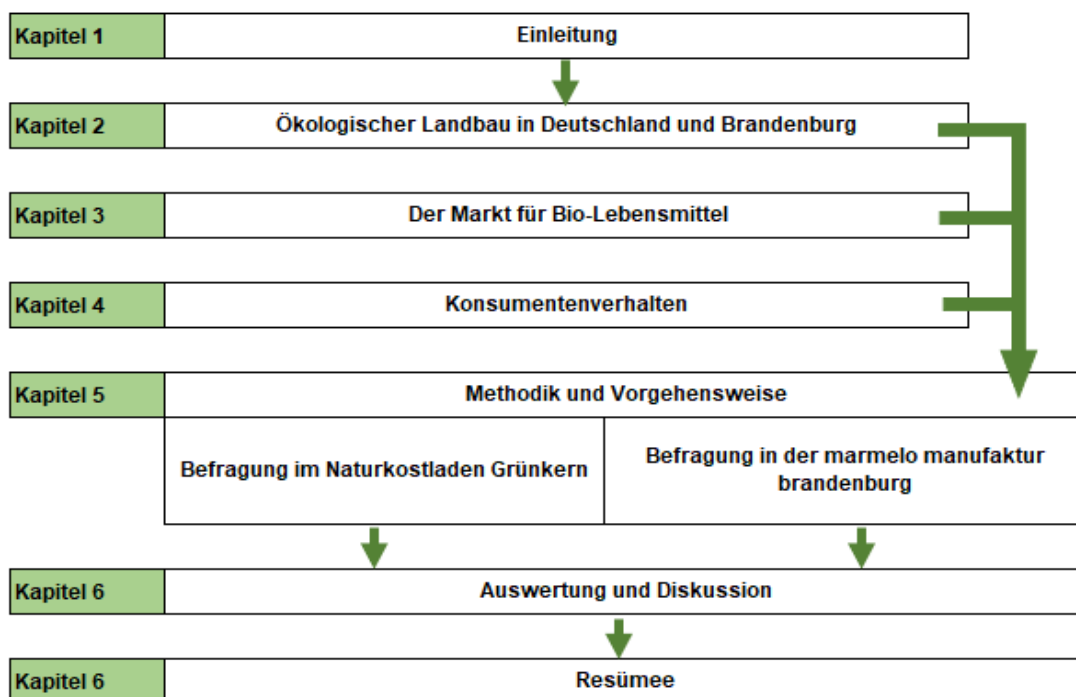 Kapitel 1
Einleitung
Kapitel 2
Ökologischer Landbau in Deutschland und Brandenburg
Kapitel 3
Der Markt für Bio-Lebensmittel
Kapitel 4
Konsumentenverhalten
Kapitel 5
Methodik und Vorgehensweise
Befragung im Naturkostladen Grünkern
Befragung in der marmelo manufaktur
brandenburg
Kapitel 6
Auswertung und Diskussion
Kapitel 6
Resümee